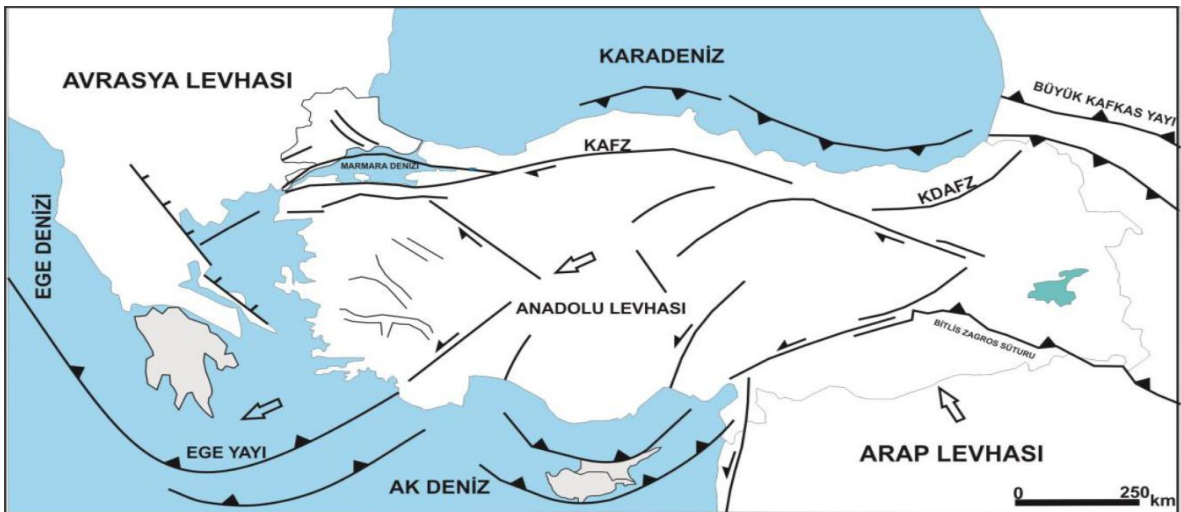 KARADENİZ
AVRASYA LEVHASI
BÜYÜK KAFKAS YAYI
KAFZ
MARMARA DENİZİ
KDAFZ
EGE DENİZİ
ANADOLU LEVHASI
BİTLİS ZAGROS SÜTURU
EGE YAYI
ARAP LEVHASI
AK DENİZ
0 250 km